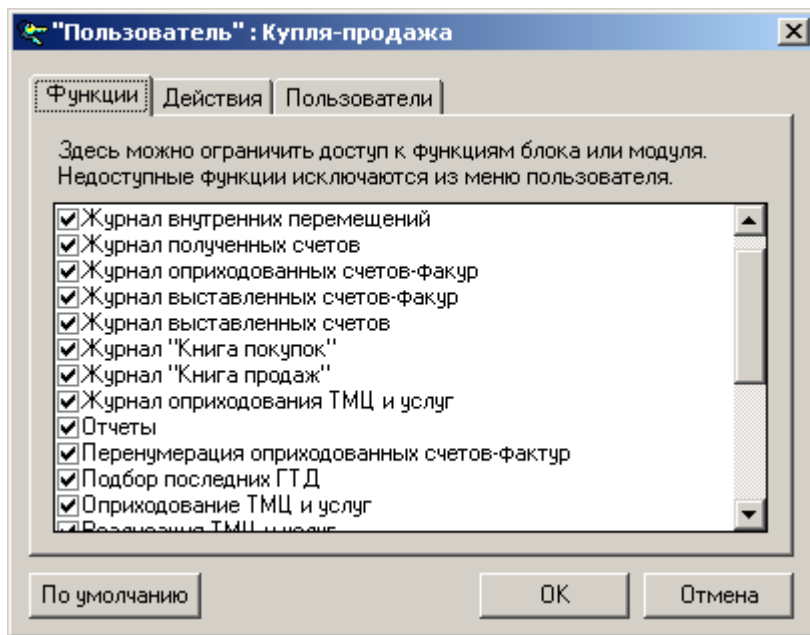 "Пользователь" : Купля-продажа
Функции
Действия
Пользователи
Здесь можно ограничить доступ к функциям блока или модуля.
Недоступные функции исключаются из меню пользователя.
Журнал внутренних перемещений
Журнал полученных счетов
Журнал оприходованных счетов-факур
Журнал выставленных счетов-факур
Журнал выставленных счетов
Журнал "Книга покупок"
Журнал "Книга продаж"
Журнал оприходования ТМЦ и услуг
Отчеты
Перенумерация оприходованных счетов-фактур
Подбор последних ГТД
Оприходование ТМЦ и услуг
Реализация ТМЦ и услуг
По умолчанию
OK
Отмена